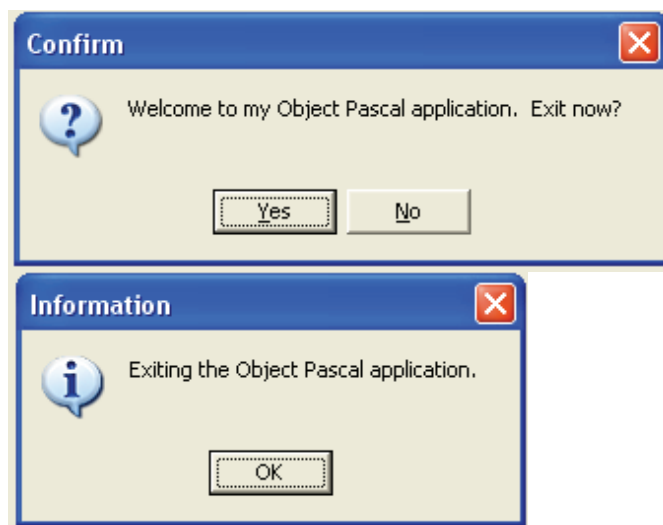 Confirm
Welcome to my Object Pascal application.  Exit now?
Yes
No
Information
Exiting the Object Pascal application.
OK